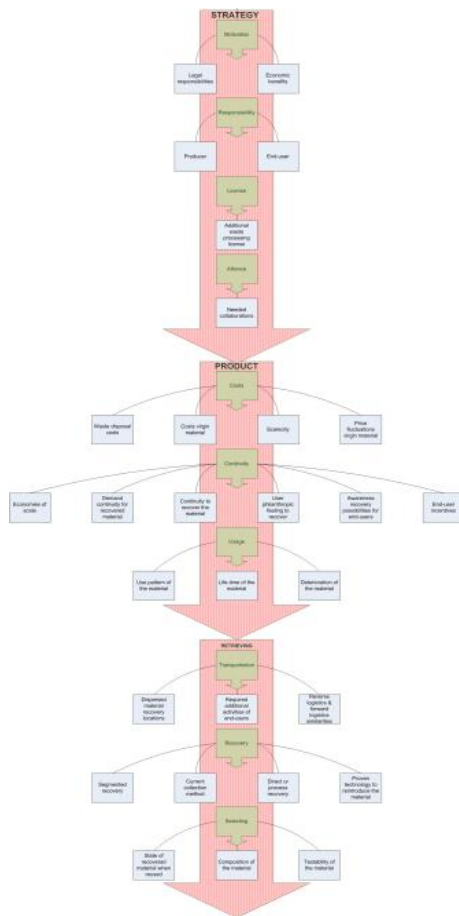 STRATEGY
Motivation
Legal
responsibilities
Economic
benefits
Responsibility
Producer
End-user
License
Additional
waste
processing
license
Alliance
Needed
collaborations
PRODUCT
Costs
Waste disposal
costs
Costs virgin
material
Scarcity
Price
fluctuations
virgin material
Continuity
Economies of
scale
Demand
continuity for
recovered
material
Continuity to
recover the
material
User
philanthropic
feeling to
recover
Awareness
recovery
possibilities for
end-users
End-user
incentives
Usage
Use pattern of
the material
Life time of the
material
Deterioration of
the material
RETRIEVING
Transportation
Dispersed
material
recovery
locations
Required
additional
activities of
end-users
Reverse
logistics &
forward
logistics
similarities
Recovery
Segmented
recovery
Current
collection
method
Direct or
process
recovery
Proven
technology to
reintroduce the
material
State of
recovered
material when
reused
Composition of
the material
Testability of
the material